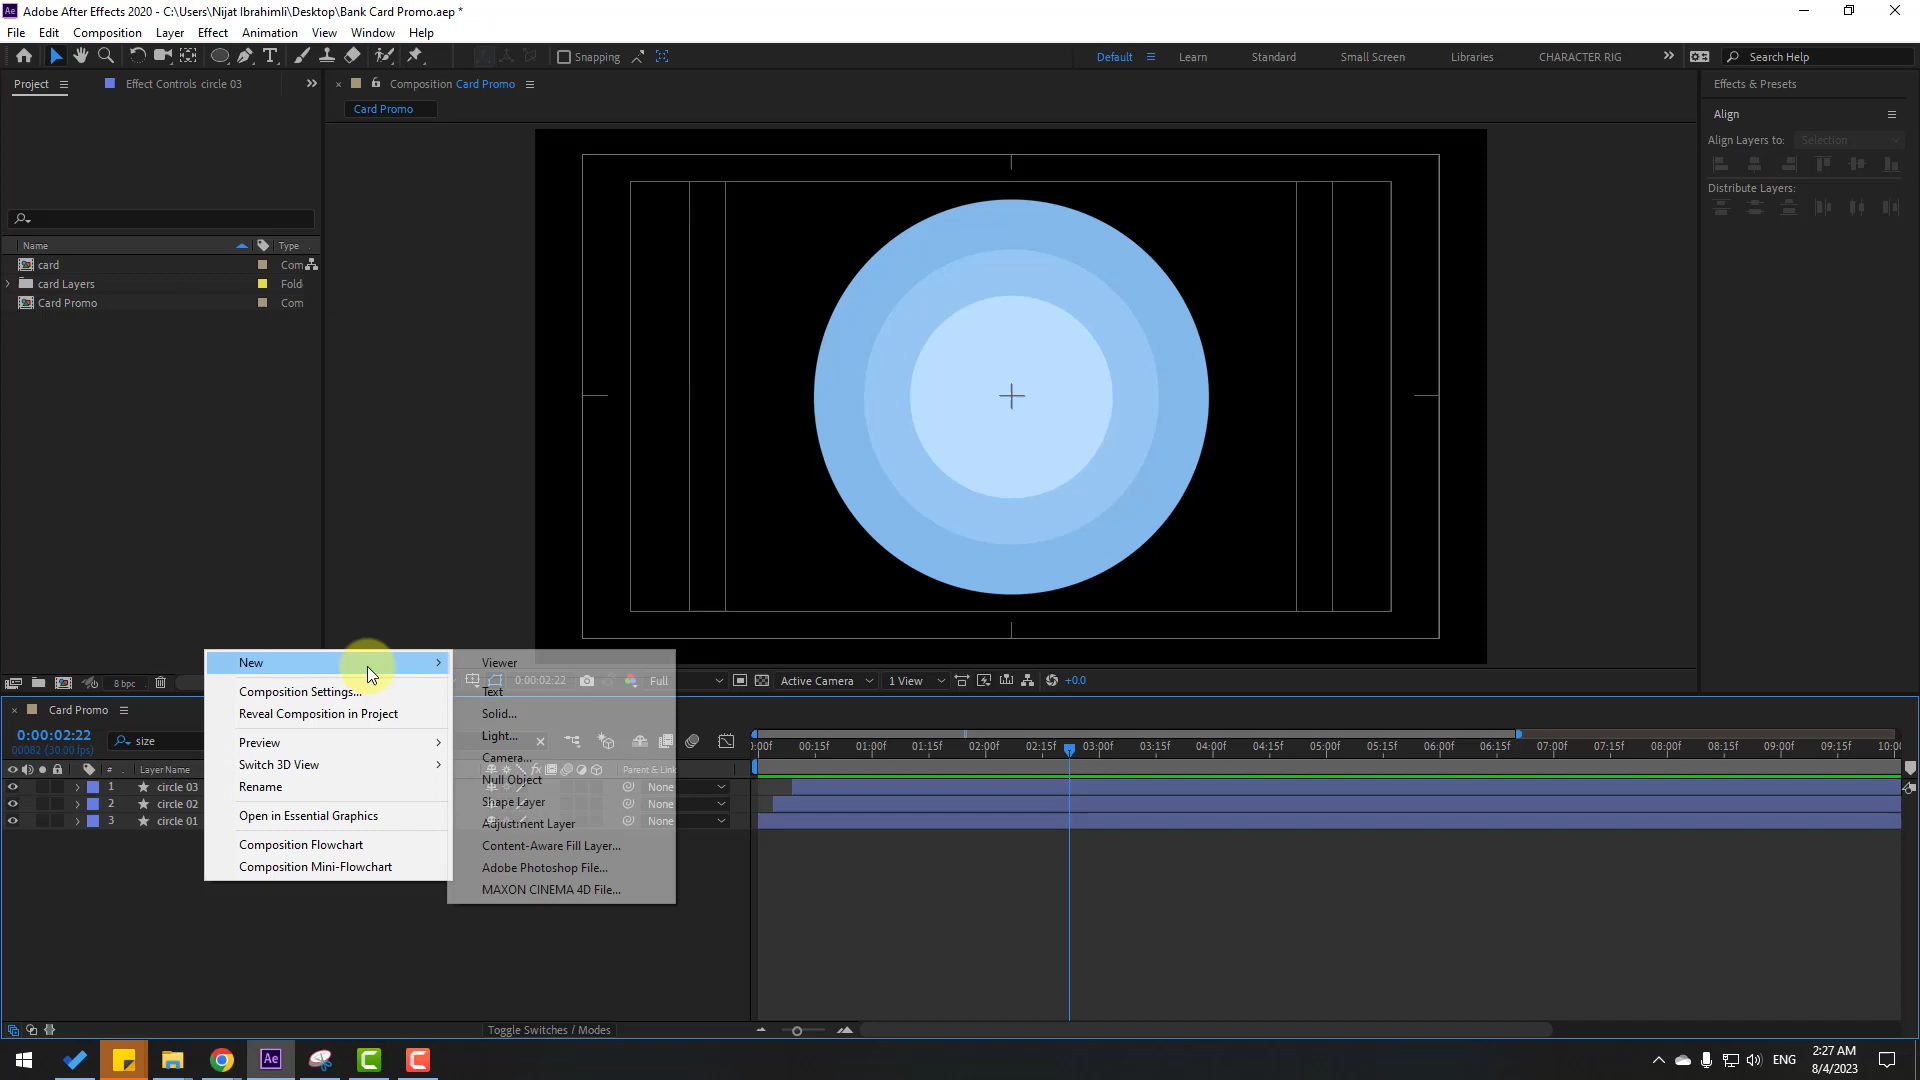 Adobe After Effects 2020 - C:\Users\Nijat Ibrahimli\Desktop\Bank Card Promo.aep *
File Edit Composition Layer Effect Animation View Window Help
Snapping Default Learn Standard Small Screen Libraries CHARACTER RIG Search Help
Project Effect Controls circle 03 Composition Card Promo Effects & Presets
Card Promo
Align
Align Layers to: Selection
Distribute Layers:
Name Type
card Com
card Layers Fold
Card Promo Com
New
Composition Settings...
Reveal Composition in Project
Preview
Switch 3D View
Rename
Open in Essential Graphics
Composition Flowchart
Composition Mini-Flowchart
Viewer
Text
Solid...
Light...
Camera...
Null Object
Shape Layer
Adjustment Layer
Content-Aware Fill Layer...
Adobe Photoshop File...
MAXON CINEMA 4D File...
8 bpc 0:00:02:22 Full Active Camera 1 View +0.0
Card Promo
0:00:02:22
00082 (30.00 fps)
size
):00f 00:15f 01:00f 01:15f 02:00f 02:15f 03:00f 03:15f 04:00f 04:15f 05:00f 05:15f 06:00f 06:15f 07:00f 07:15f 08:00f 08:15f 09:00f 09:15f 10:0
# Layer Name Parent & Link
1 circle 03 None
2 circle 02 None
3 circle 01 None
Toggle Switches / Modes
Ae ENG
2:27 AM
8/4/2023